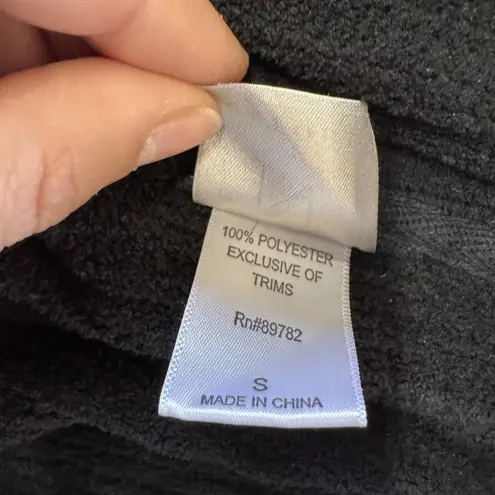 100% POLYESTER
EXCLUSIVE OF
TRIMS
Rn#89782
S
MADE IN CHINA